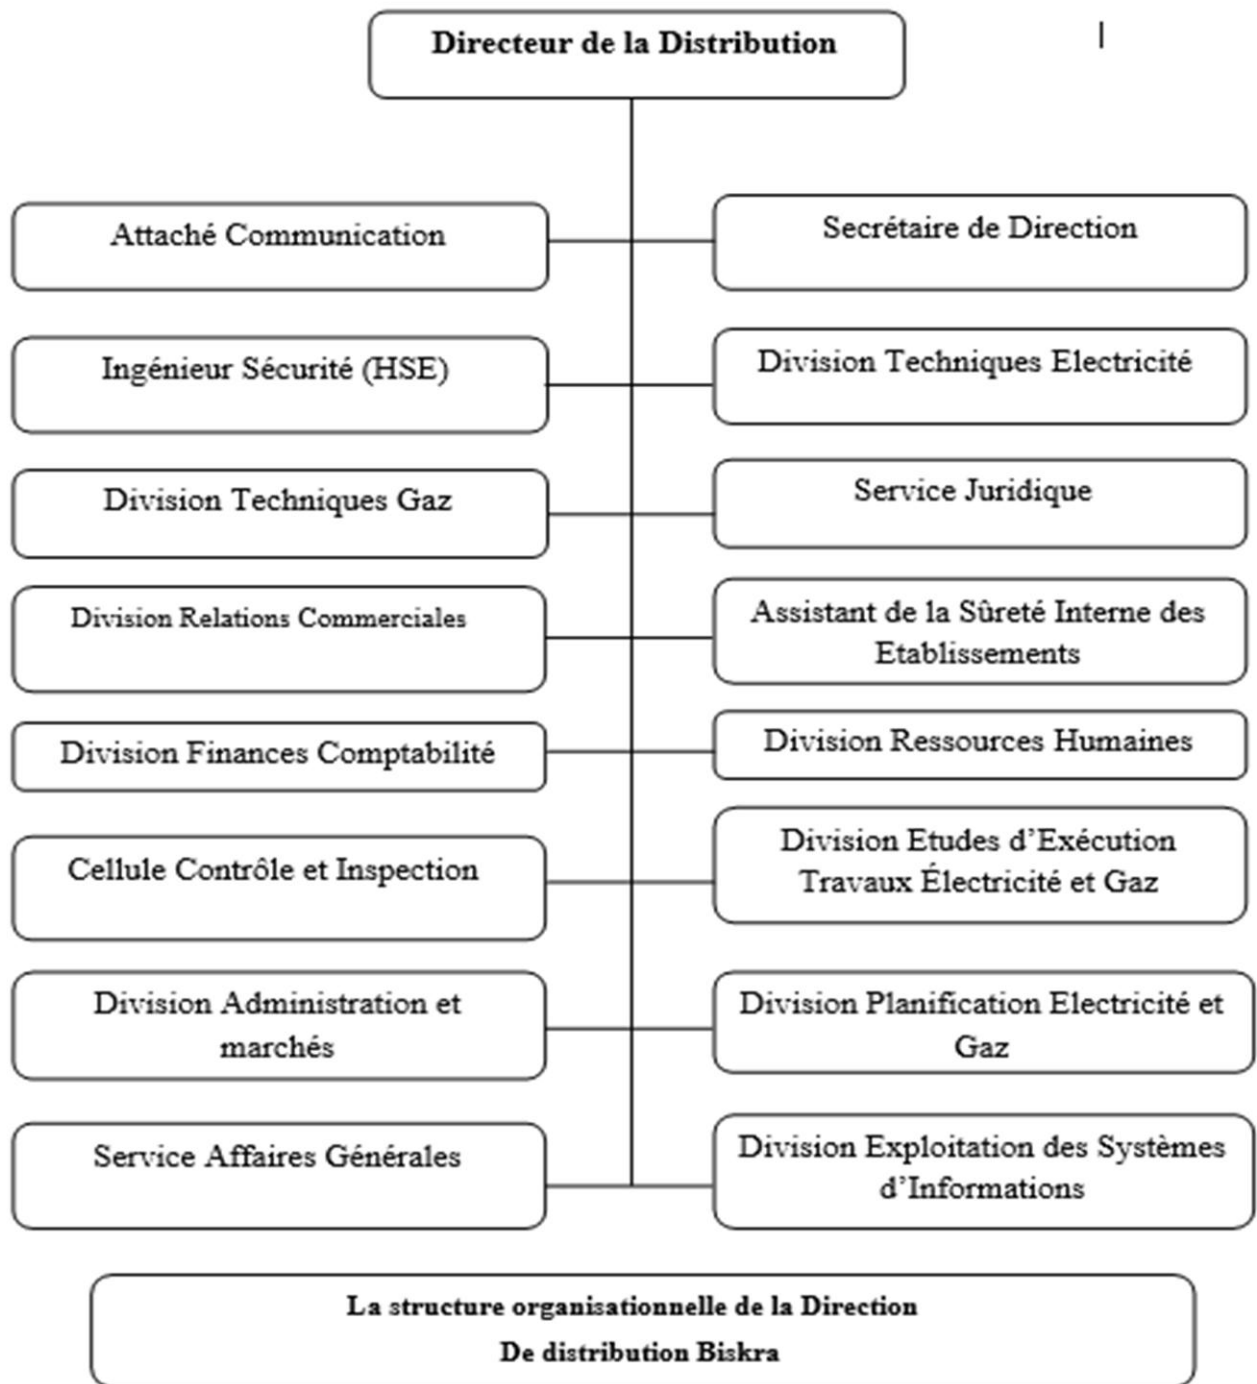 Directeur de la Distribution
Attaché Communication
Secrétaire de Direction
Ingénieur Sécurité (HSE)
Division Techniques Electricité
Division Techniques Gaz
Service Juridique
Division Relations Commerciales
Assistant de la Sûreté Interne des
Etablissements
Division Finances Comptabilité
Division Ressources Humaines
Cellule Contrôle et Inspection
Division Etudes d’Exécution
Travaux Électricité et Gaz
Division Administration et
marchés
Division Planification Electricité et
Gaz
Service Affaires Générales
Division Exploitation des Systèmes
d’Informations
La structure organisationnelle de la Direction
De distribution Biskra